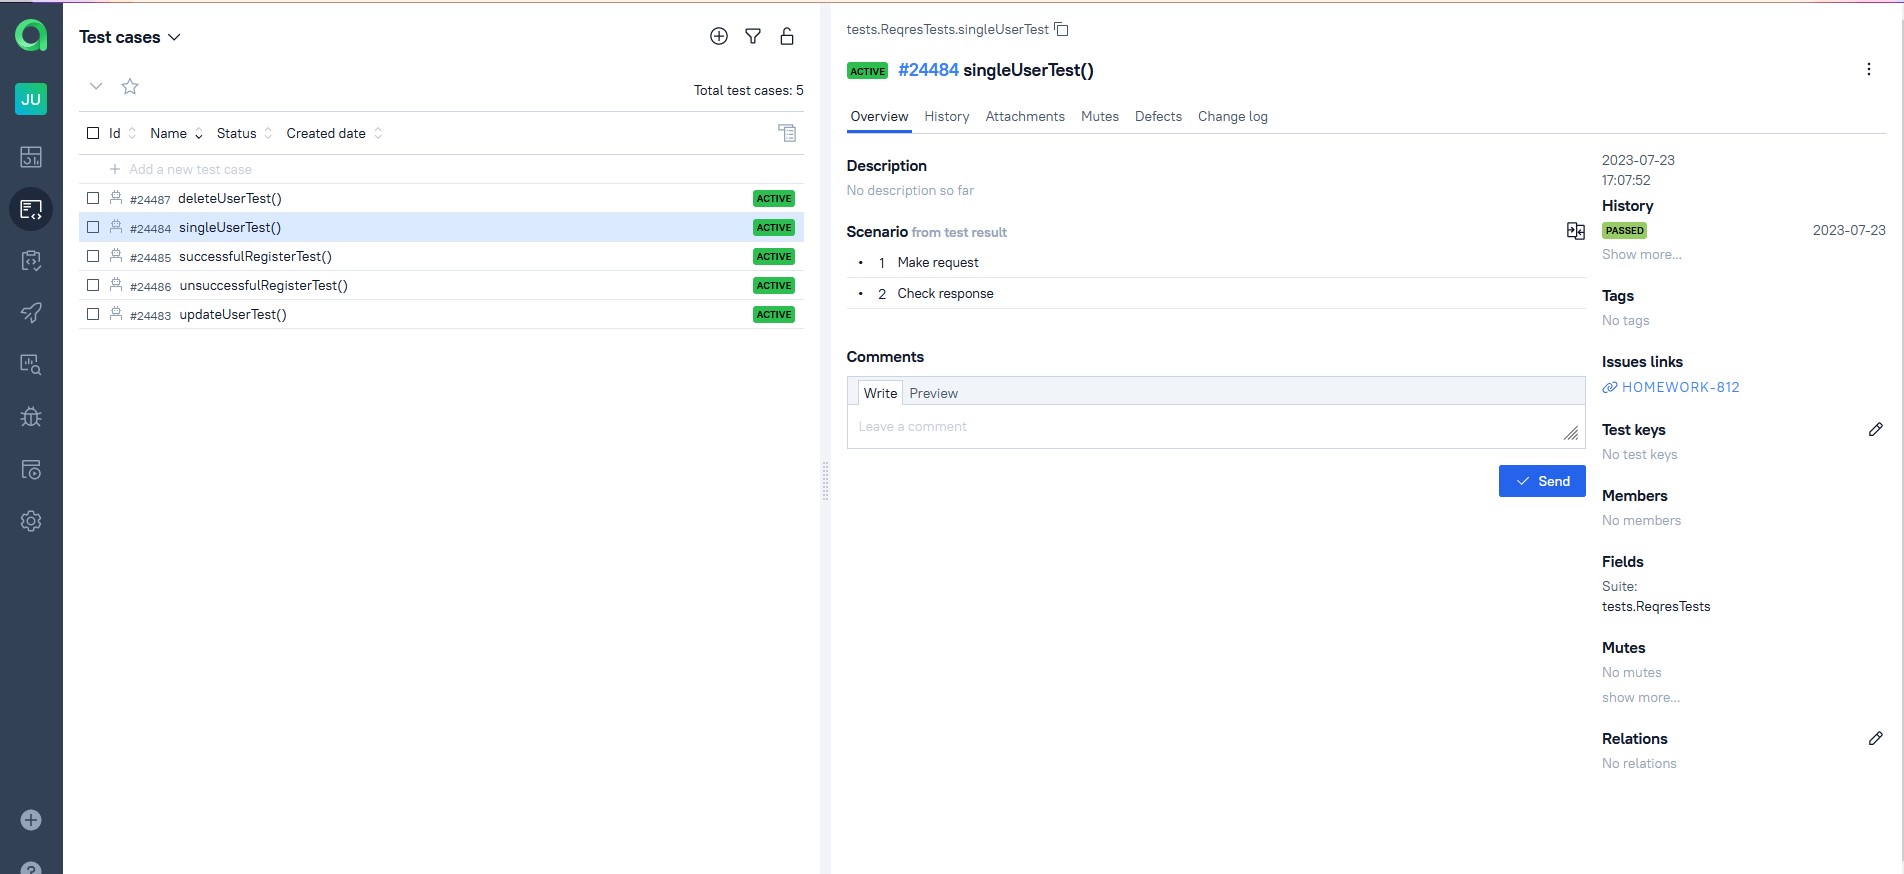 JU
Test cases
Total test cases: 5
Id Name Status Created date
Add a new test case
#24487 deleteUserTest() ACTIVE
#24484 singleUserTest() ACTIVE
#24485 successfulRegisterTest() ACTIVE
#24486 unsuccessfulRegisterTest() ACTIVE
#24483 updateUserTest() ACTIVE
tests.ReqresTests.singleUserTest
ACTIVE #24484 singleUserTest()
Overview History Attachments Mutes Defects Change log
Description
No description so far
Scenario from test result
• 1 Make request
• 2 Check response
Comments
Write Preview
Leave a comment
Send
2023-07-23
17:07:52
History
PASSED 2023-07-23
Show more...
Tags
No tags
Issues links
HOMEWORK-812
Test keys
No test keys
Members
No members
Fields
Suite:
tests.ReqresTests
Mutes
No mutes
show more...
Relations
No relations